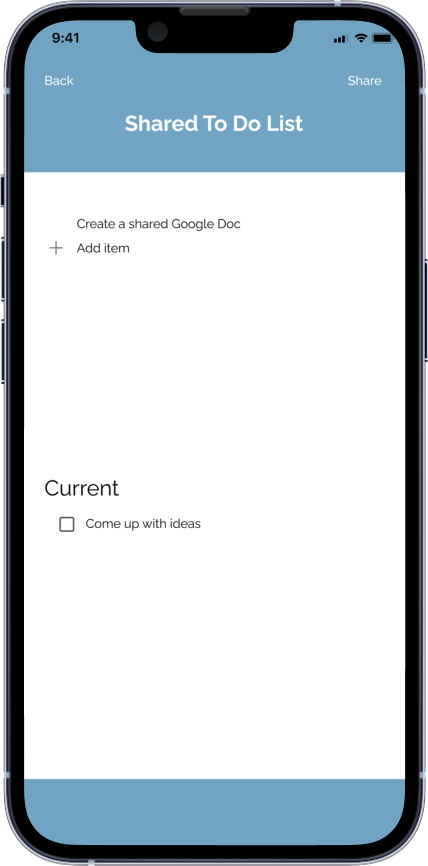 9:41
Back
Share
Shared To Do List
Create a shared Google Doc
Add item
Current
Come up with ideas